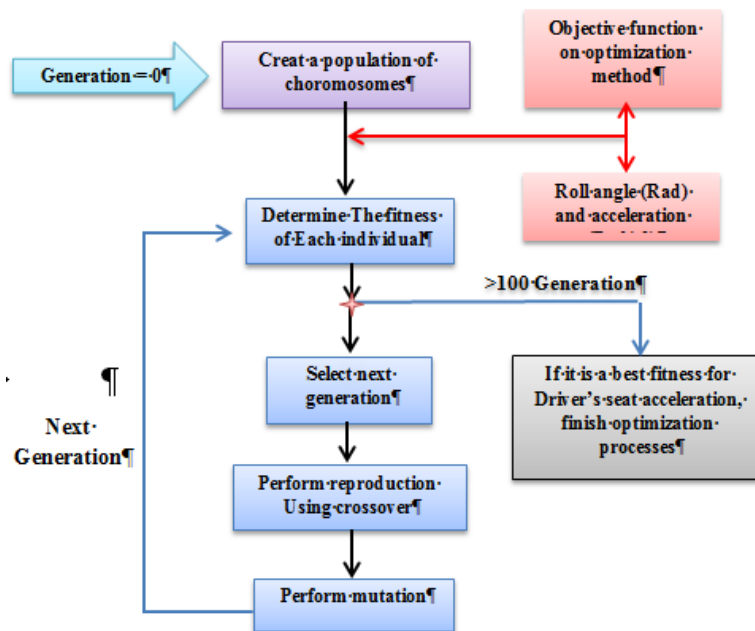 Generation = 0¶
Creat a population of
choromosomes¶
Objective function
on optimization
method¶
Roll angle (Rad)
and acceleration
Determine The fitness
of Each individual¶
>100 Generation¶
Select next
generation¶
If it is a best fitness for
Driver's seat acceleration,
finish optimization
processes¶
¶
Next
Generation¶
Perform reproduction
Using crossover¶
Perform mutation¶